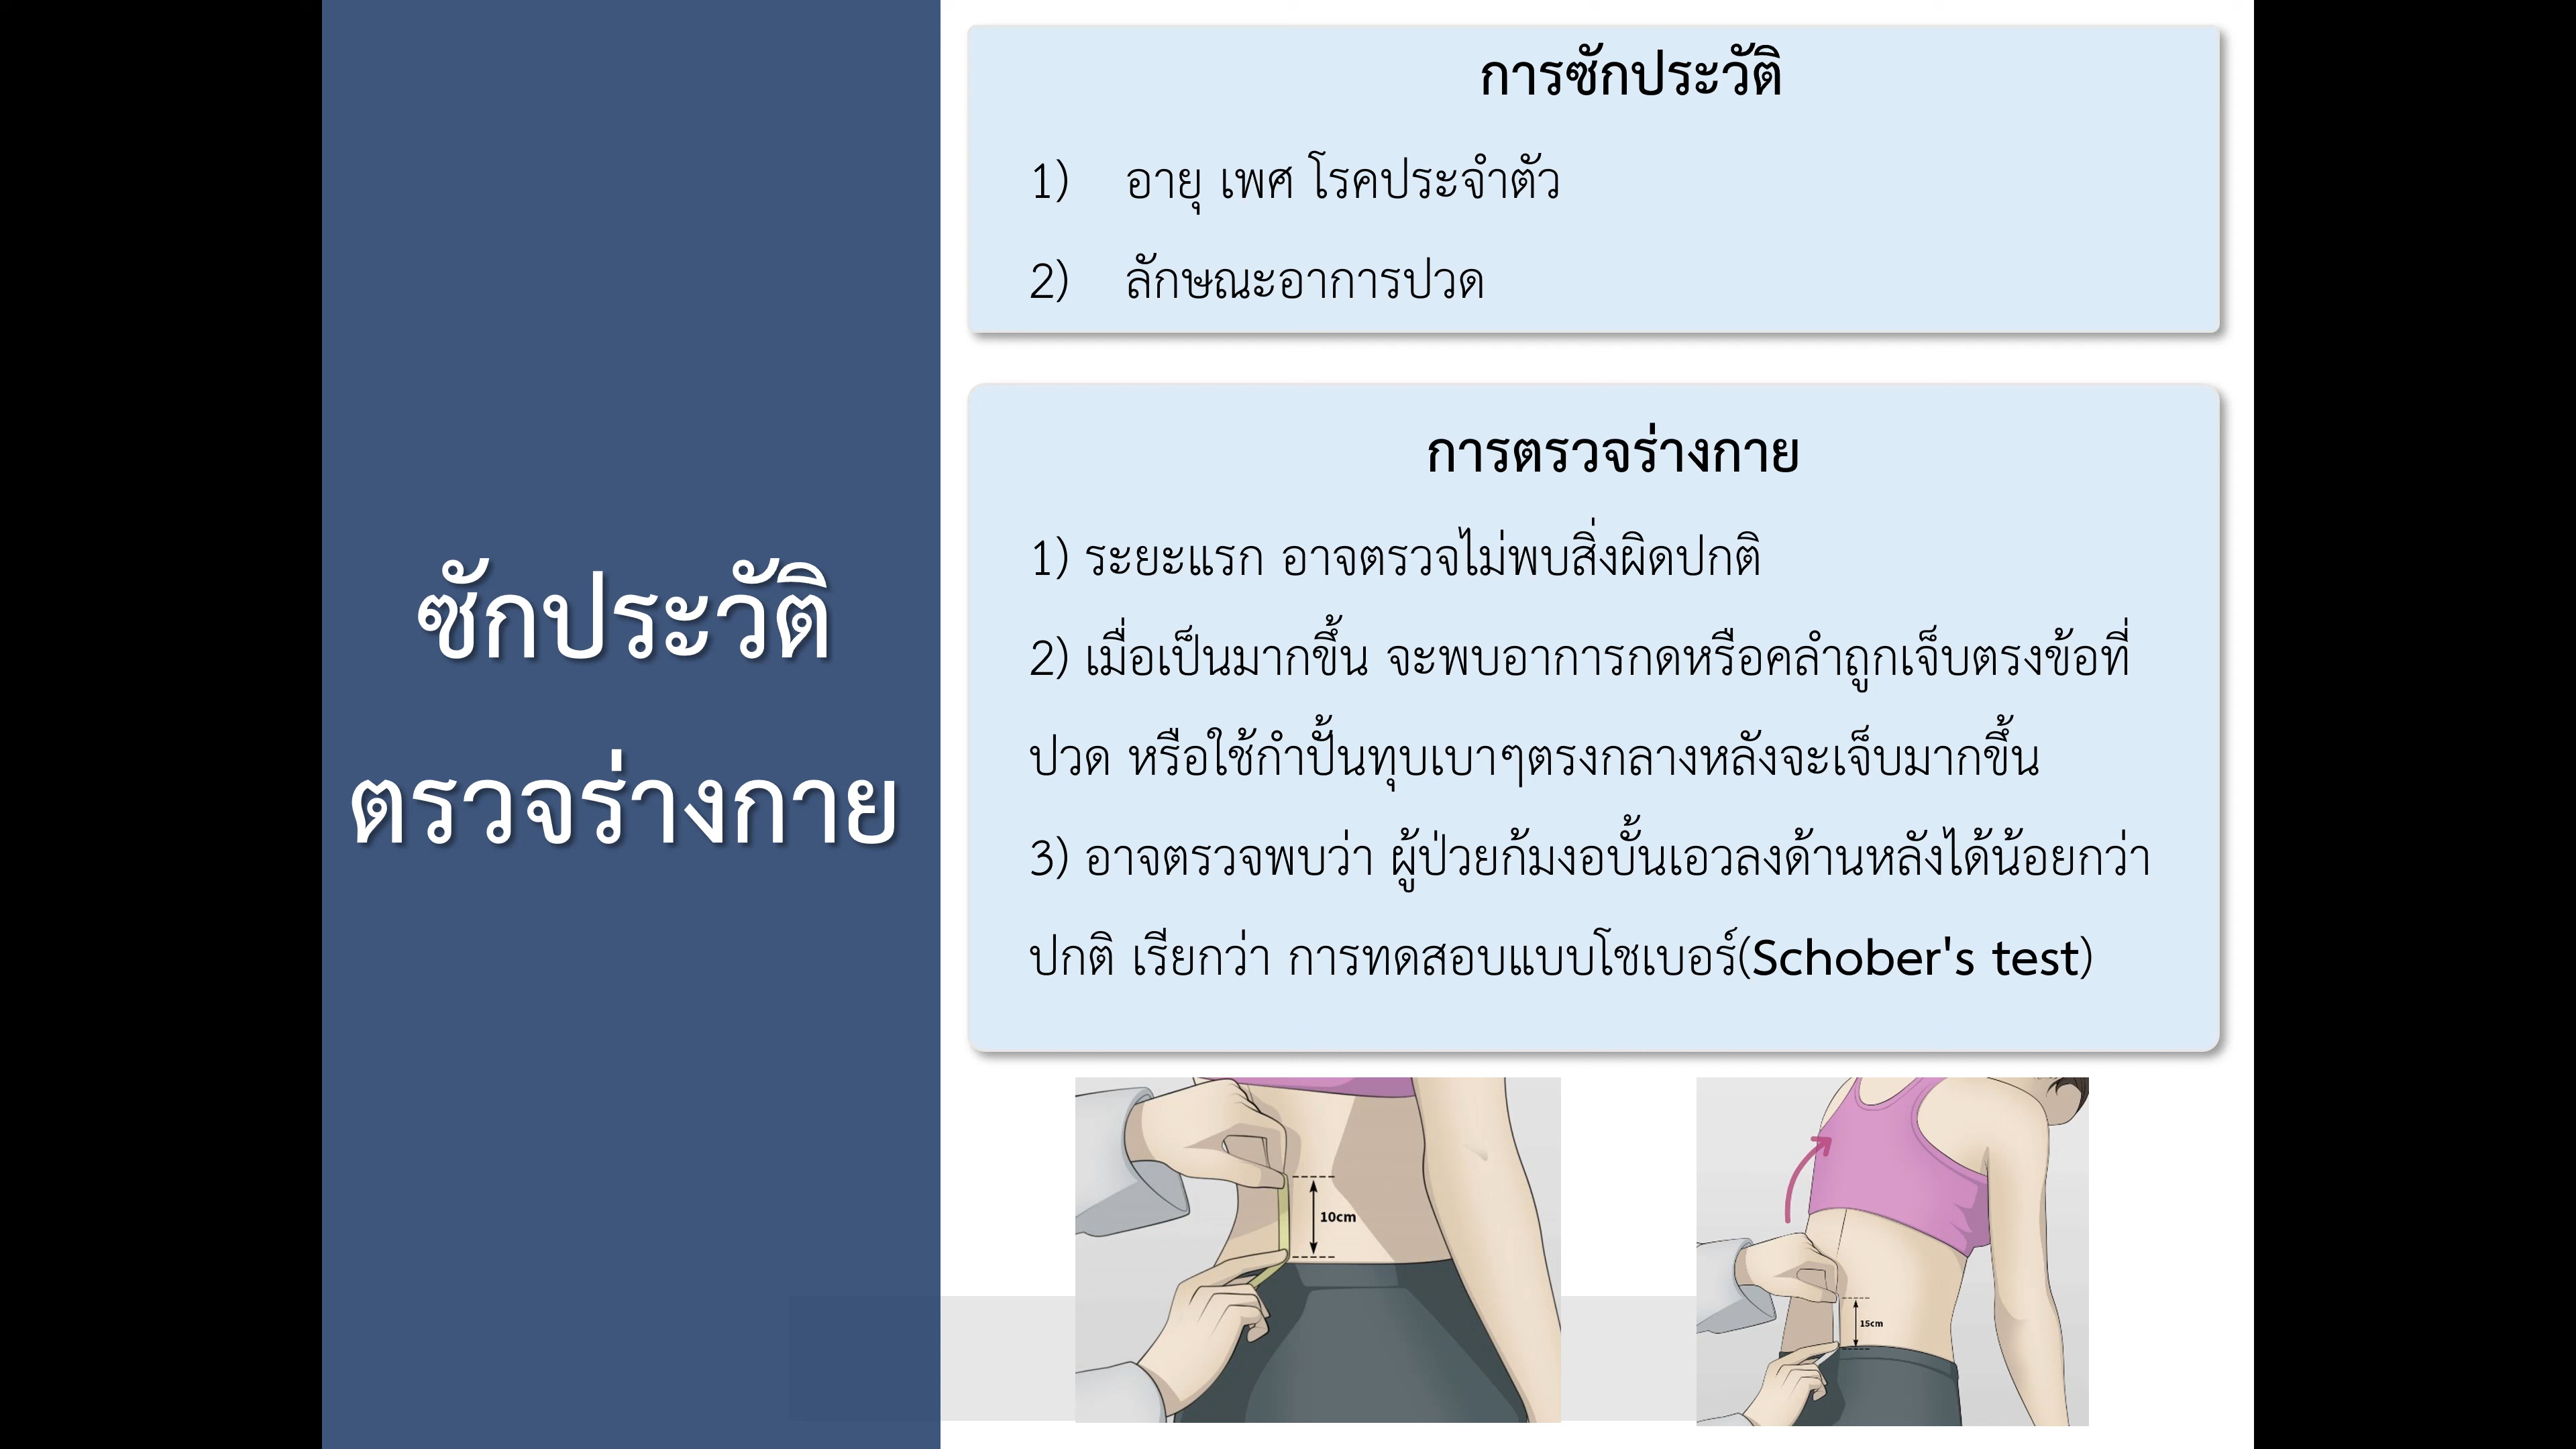 ซักประวัติ
ตรวจร่างกาย
การซักประวัติ
1) อายุ เพศ โรคประจำตัว
2) ลักษณะอาการปวด
การตรวจร่างกาย
1) ระยะแรก อาจตรวจไม่พบสิ่งผิดปกติ
2) เมื่อเป็นมากขึ้น จะพบอาการกดหรือคลำถูกเจ็บตรงข้อที่
ปวด หรือใช้กำปั้นทุบเบาๆตรงกลางหลังจะเจ็บมากขึ้น
3) อาจตรวจพบว่า ผู้ป่วยก้มงอบั้นเอวลงด้านหลังได้น้อยกว่า
ปกติ เรียกว่า การทดสอบแบบโชเบอร์(Schober's test)
10cm
15cm